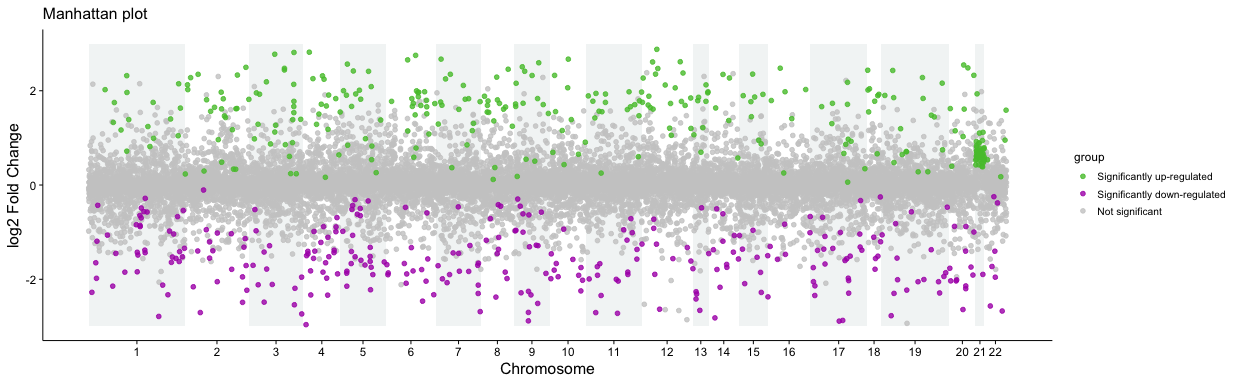 Manhattan plot
log2 Fold Change
2
0
-2
1 2 3 4 5 6 7 8 9 10 11 12 13 14 15 16 17 18 19 20 21 22
Chromosome
group
Significantly up-regulated
Significantly down-regulated
Not significant